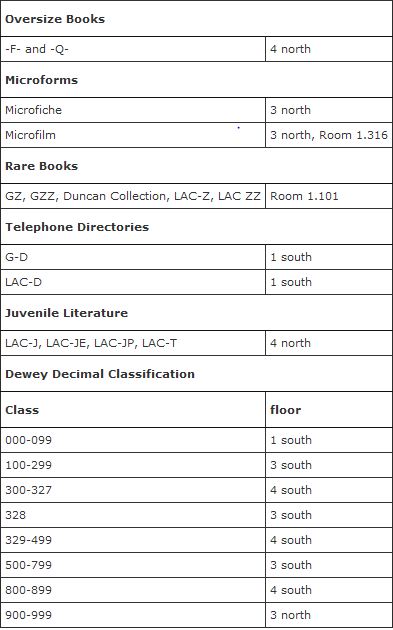 Oversize Books
-F- and -Q- 4 north
Microforms
Microfiche 3 north
Microfilm 3 north, Room 1.316
Rare Books
GZ, GZZ, Duncan Collection, LAC-Z, LAC ZZ Room 1.101
Telephone Directories
G-D 1 south
LAC-D 1 south
Juvenile Literature
LAC-J, LAC-JE, LAC-JP, LAC-T 4 north
Dewey Decimal Classification
Class floor
000-099 1 south
100-299 3 south
300-327 4 south
328 3 south
329-499 4 south
500-799 3 south
800-899 4 south
900-999 3 north